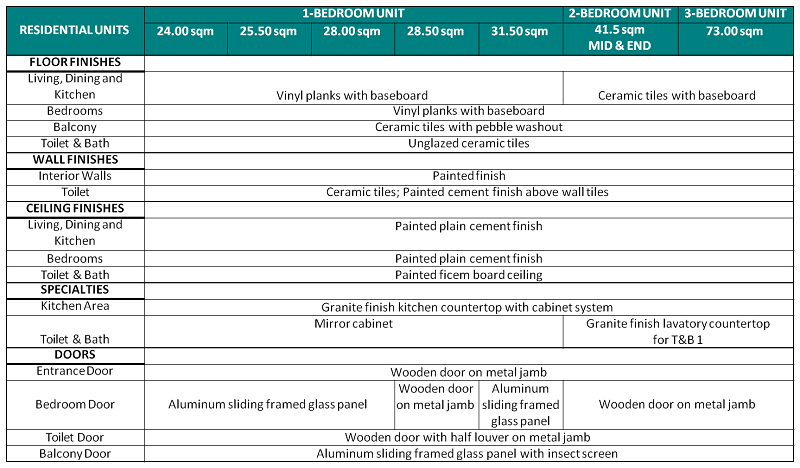 RESIDENTIAL UNITS
1-BEDROOM UNIT
2-BEDROOM UNIT
3-BEDROOM UNIT
24.00 sqm
25.50 sqm
28.00 sqm
28.50 sqm
31.50 sqm
41.5 sqm
MID & END
73.00 sqm
FLOOR FINISHES
Living, Dining and
Kitchen
Vinyl planks with baseboard
Ceramic tiles with baseboard
Bedrooms
Vinyl planks with baseboard
Balcony
Ceramic tiles with pebble washout
Toilet & Bath
Unglazed ceramic tiles
WALL FINISHES
Interior Walls
Painted finish
Toilet
Ceramic tiles; Painted cement finish above wall tiles
CEILING FINISHES
Living, Dining and
Kitchen
Painted plain cement finish
Bedrooms
Painted plain cement finish
Toilet & Bath
Painted ficem board ceiling
SPECIALTIES
Kitchen Area
Granite finish kitchen countertop with cabinet system
Toilet & Bath
Mirror cabinet
Granite finish lavatory countertop
for T&B 1
DOORS
Entrance Door
Wooden door on metal jamb
Bedroom Door
Aluminum sliding framed glass panel
Wooden door
on metal jamb
Aluminum
sliding framed
glass panel
Wooden door on metal jamb
Toilet Door
Wooden door with half louver on metal jamb
Balcony Door
Aluminum sliding framed glass panel with insect screen